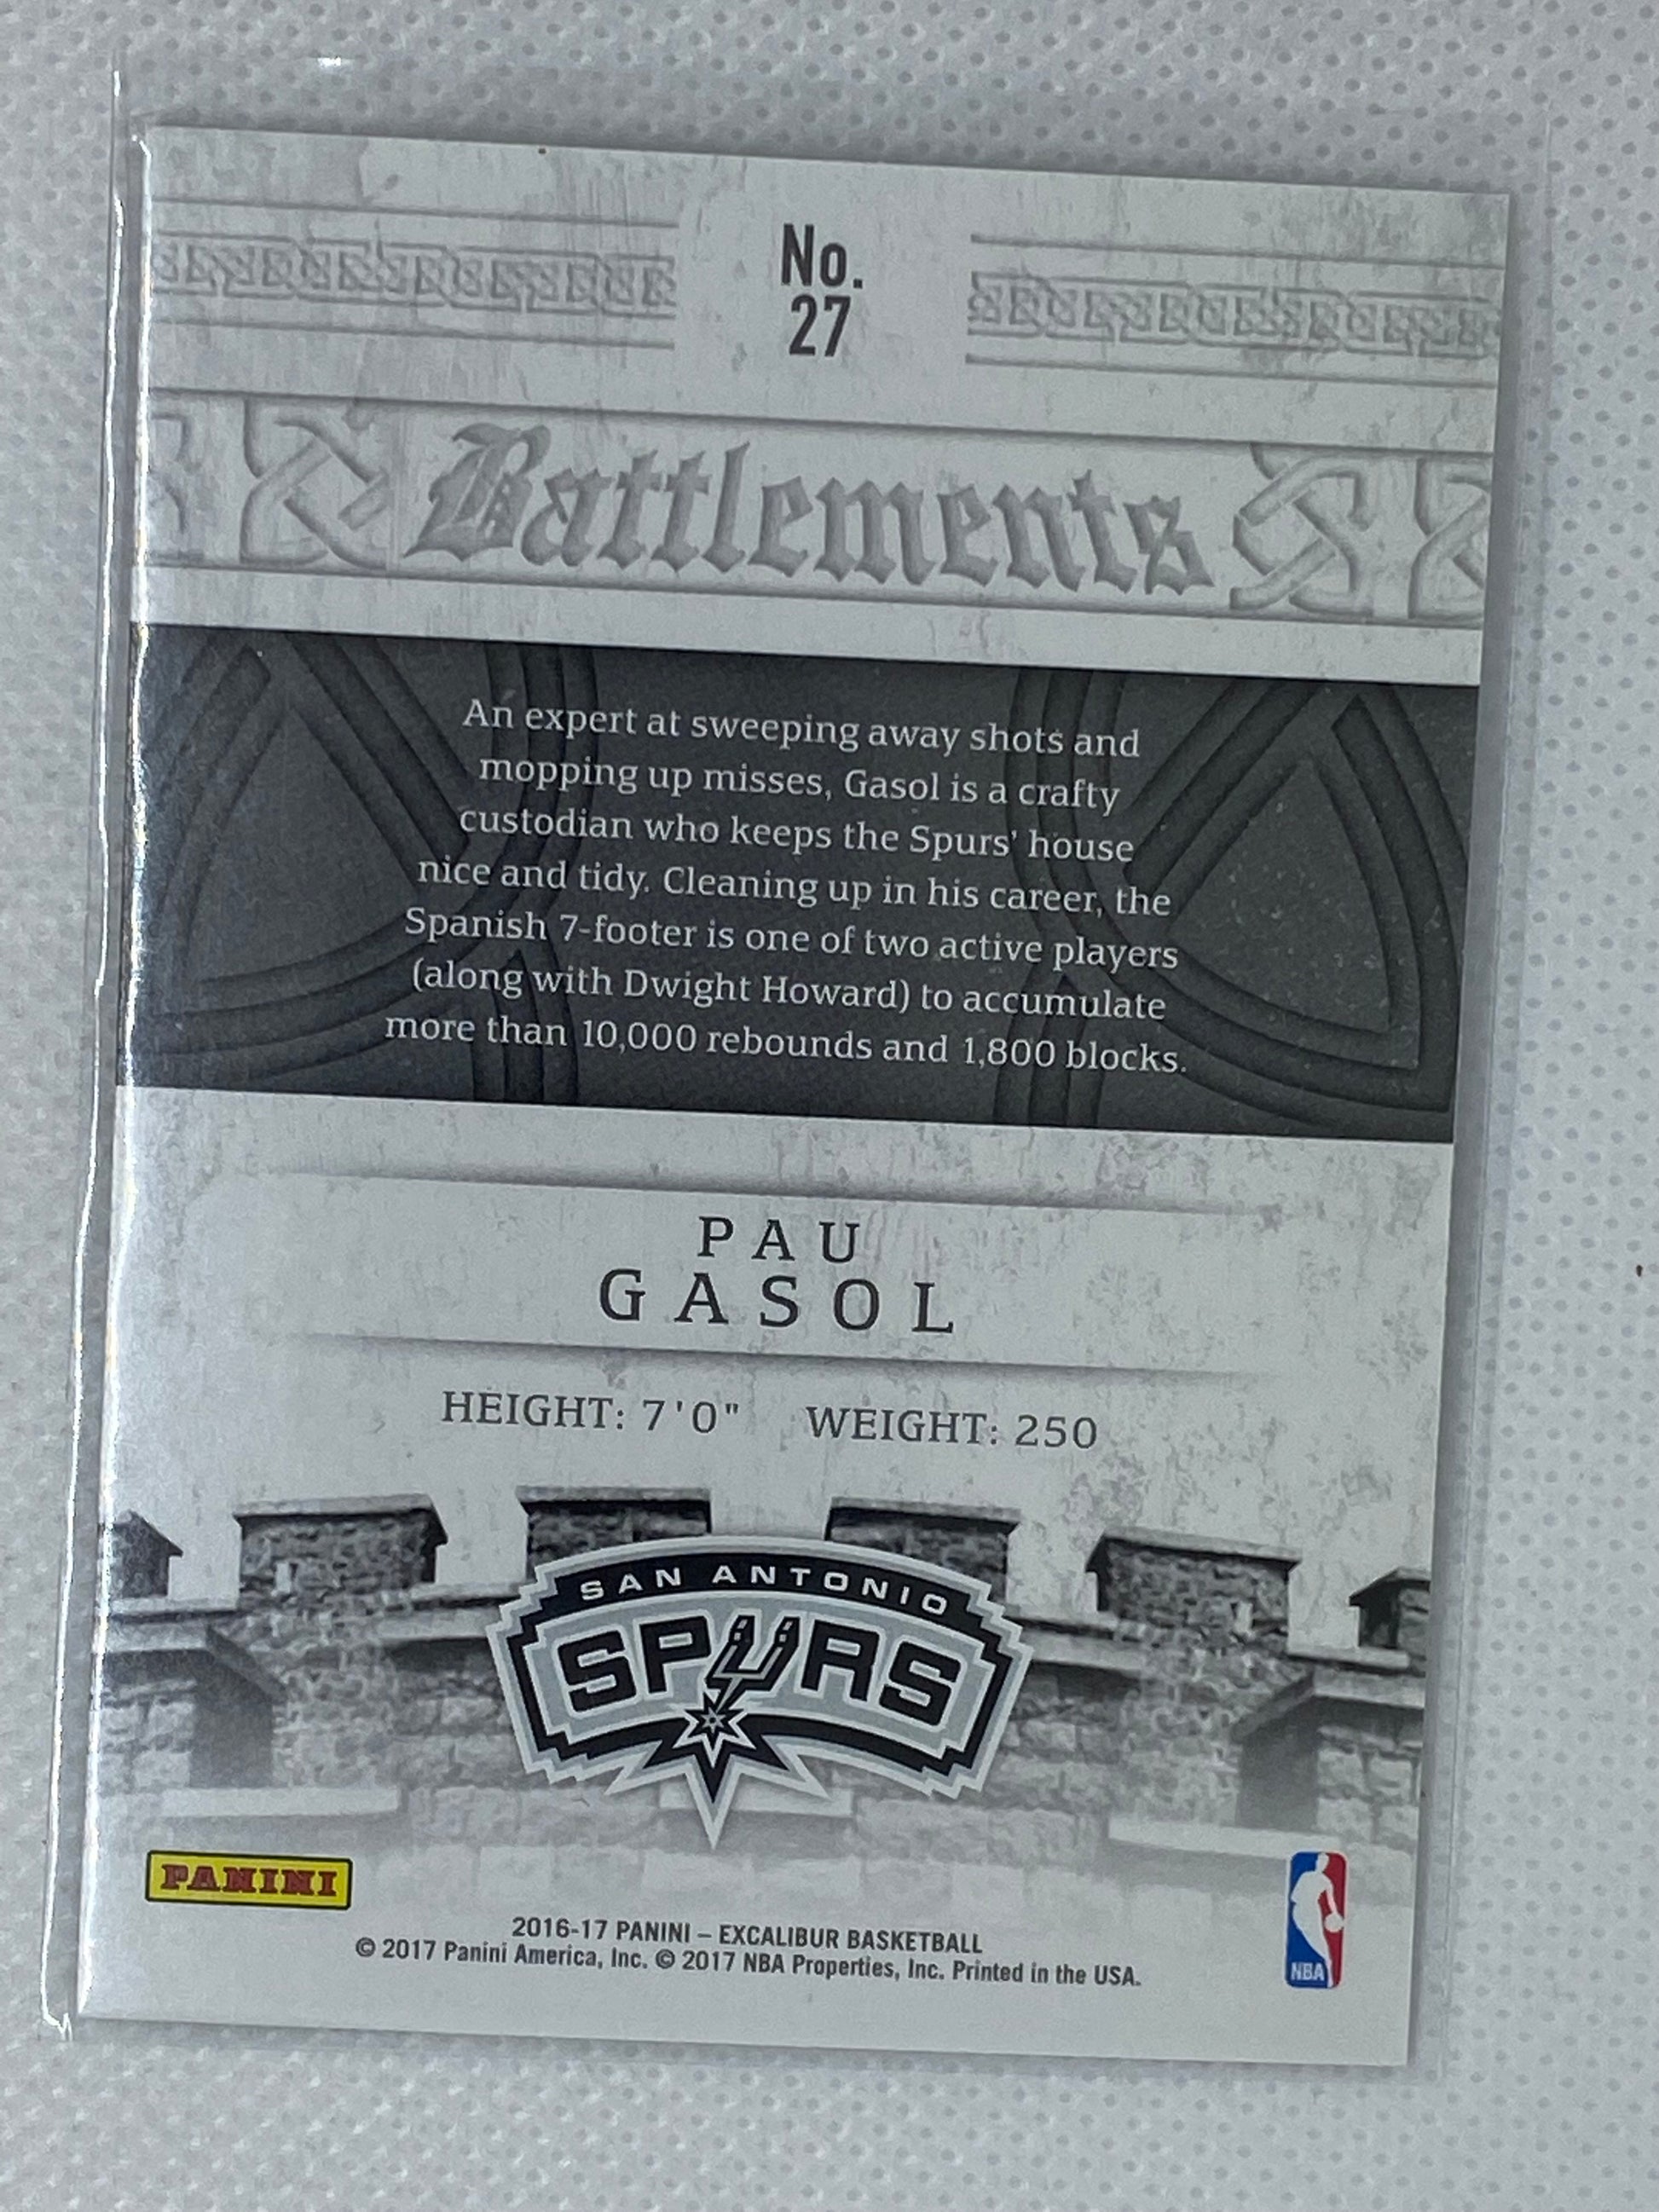 No.
27
Battlements
An expert at sweeping away shots and
mopping up misses, Gasol is a crafty
custodian who keeps the Spurs' house
nice and tidy. Cleaning up in his career, the
Spanish 7-footer is one of two active players
(along with Dwight Howard) to accumulate
more than 10,000 rebounds and 1,800 blocks.
PAU
GASOL
HEIGHT: 7'0" WEIGHT: 250
SAN ANTONIO
SPURS
PANINI
2016-17 PANINI – EXCALIBUR BASKETBALL
© 2017 Panini America, Inc. © 2017 NBA Properties, Inc. Printed in the USA.
NBA